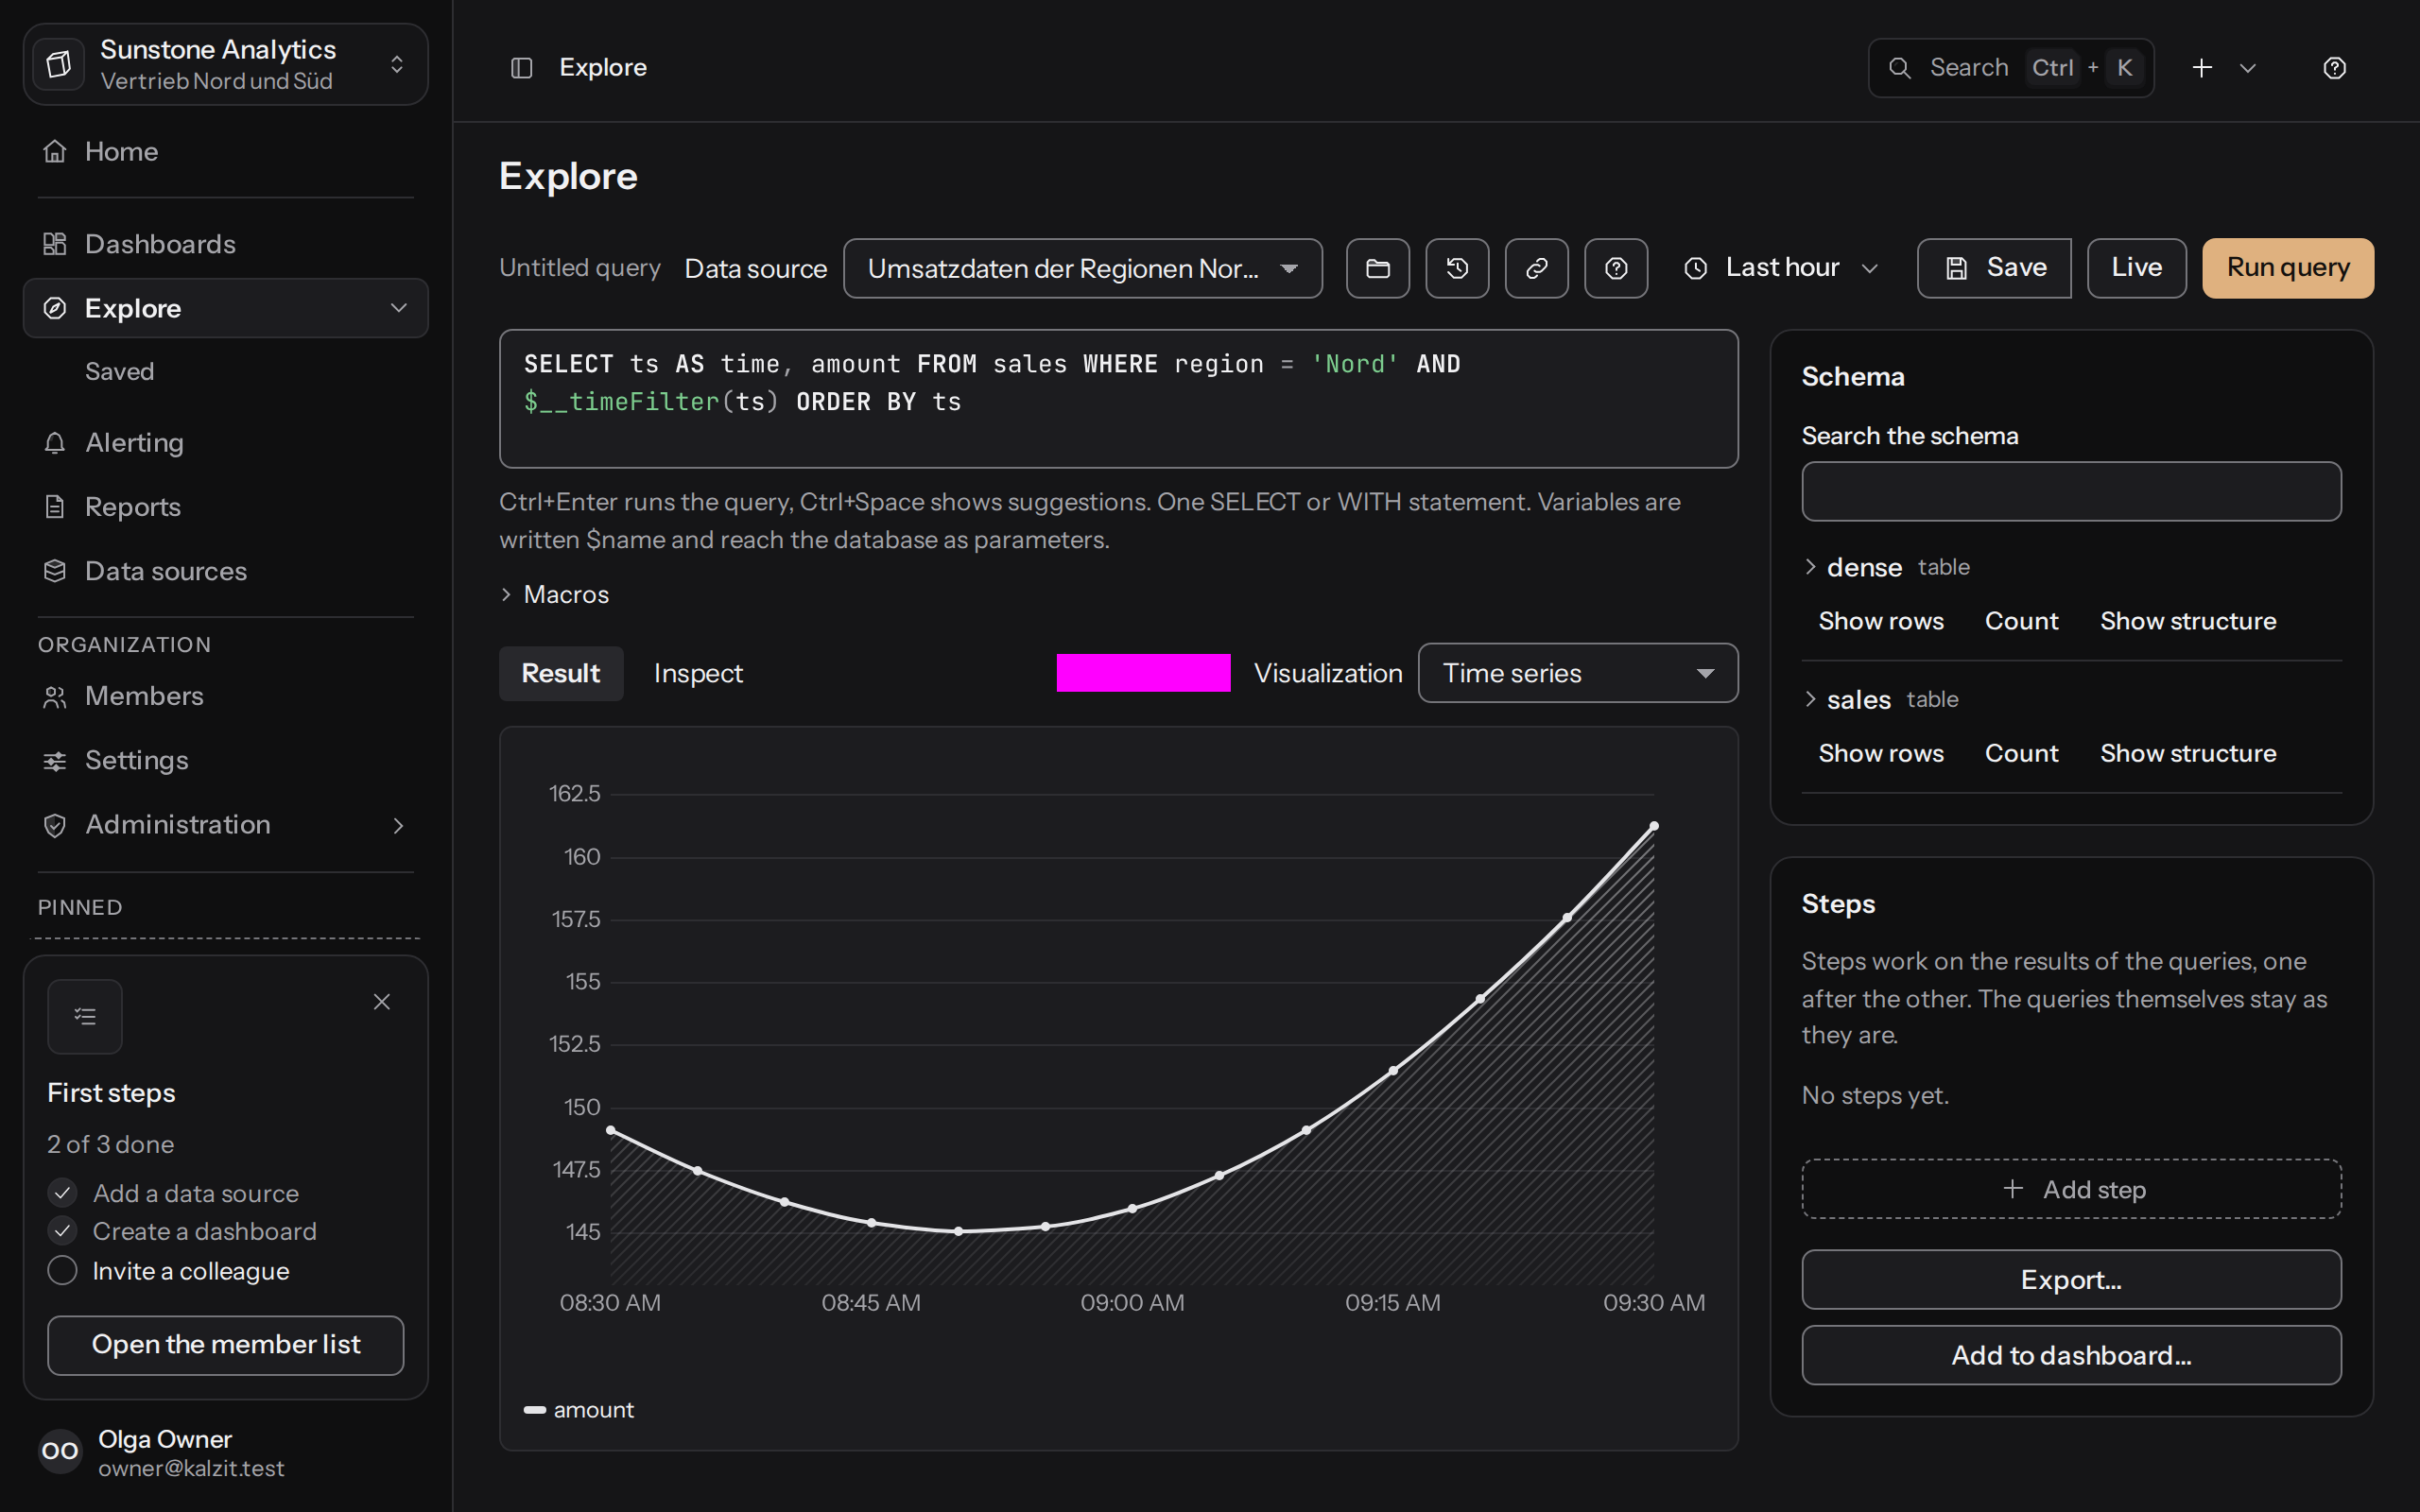 Sunstone Analytics
Vertrieb Nord und Süd
Home
Dashboards
Explore
Saved
Alerting
Reports
Data sources
ORGANIZATION
Members
Settings
Administration
PINNED
First steps
2 of 3 done
Add a data source
Create a dashboard
Invite a colleague
Open the member list
OO
Olga Owner
owner@kalzit.test
Explore
Search Ctrl + K
Explore
Untitled query Data source Umsatzdaten der Regionen Nor... Last hour Save Live Run query
SELECT ts AS time, amount FROM sales WHERE region = 'Nord' AND
$__timeFilter(ts) ORDER BY ts
Ctrl+Enter runs the query, Ctrl+Space shows suggestions. One SELECT or WITH statement. Variables are
written $name and reach the database as parameters.
Macros
Result Inspect Visualization Time series
162.5
160
157.5
155
152.5
150
147.5
145
08:30 AM 08:45 AM 09:00 AM 09:15 AM 09:30 AM
amount
Schema
Search the schema
dense table
Show rows Count Show structure
sales table
Show rows Count Show structure
Steps
Steps work on the results of the queries, one
after the other. The queries themselves stay as
they are.
No steps yet.
Add step
Export...
Add to dashboard...